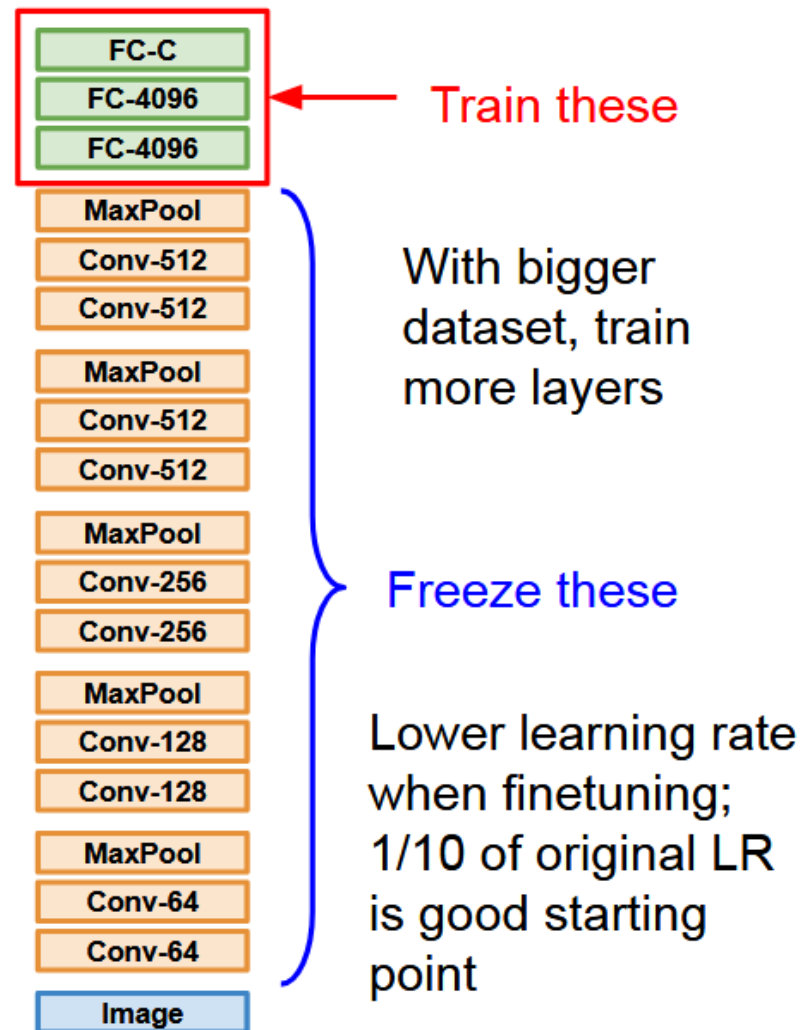 FC-C
FC-4096
FC-4096
Train these
MaxPool
Conv-512
Conv-512
MaxPool
Conv-512
Conv-512
MaxPool
Conv-256
Conv-256
MaxPool
Conv-128
Conv-128
MaxPool
Conv-64
Conv-64
Image
With bigger
dataset, train
more layers
Freeze these
Lower learning rate
when finetuning;
1/10 of original LR
is good starting
point